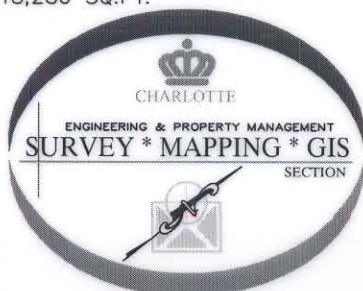 SQ.FT.
CHARLOTTE
ENGINEERING & PROPERTY MANAGEMENT
SURVEY * MAPPING * GIS
SECTION
N